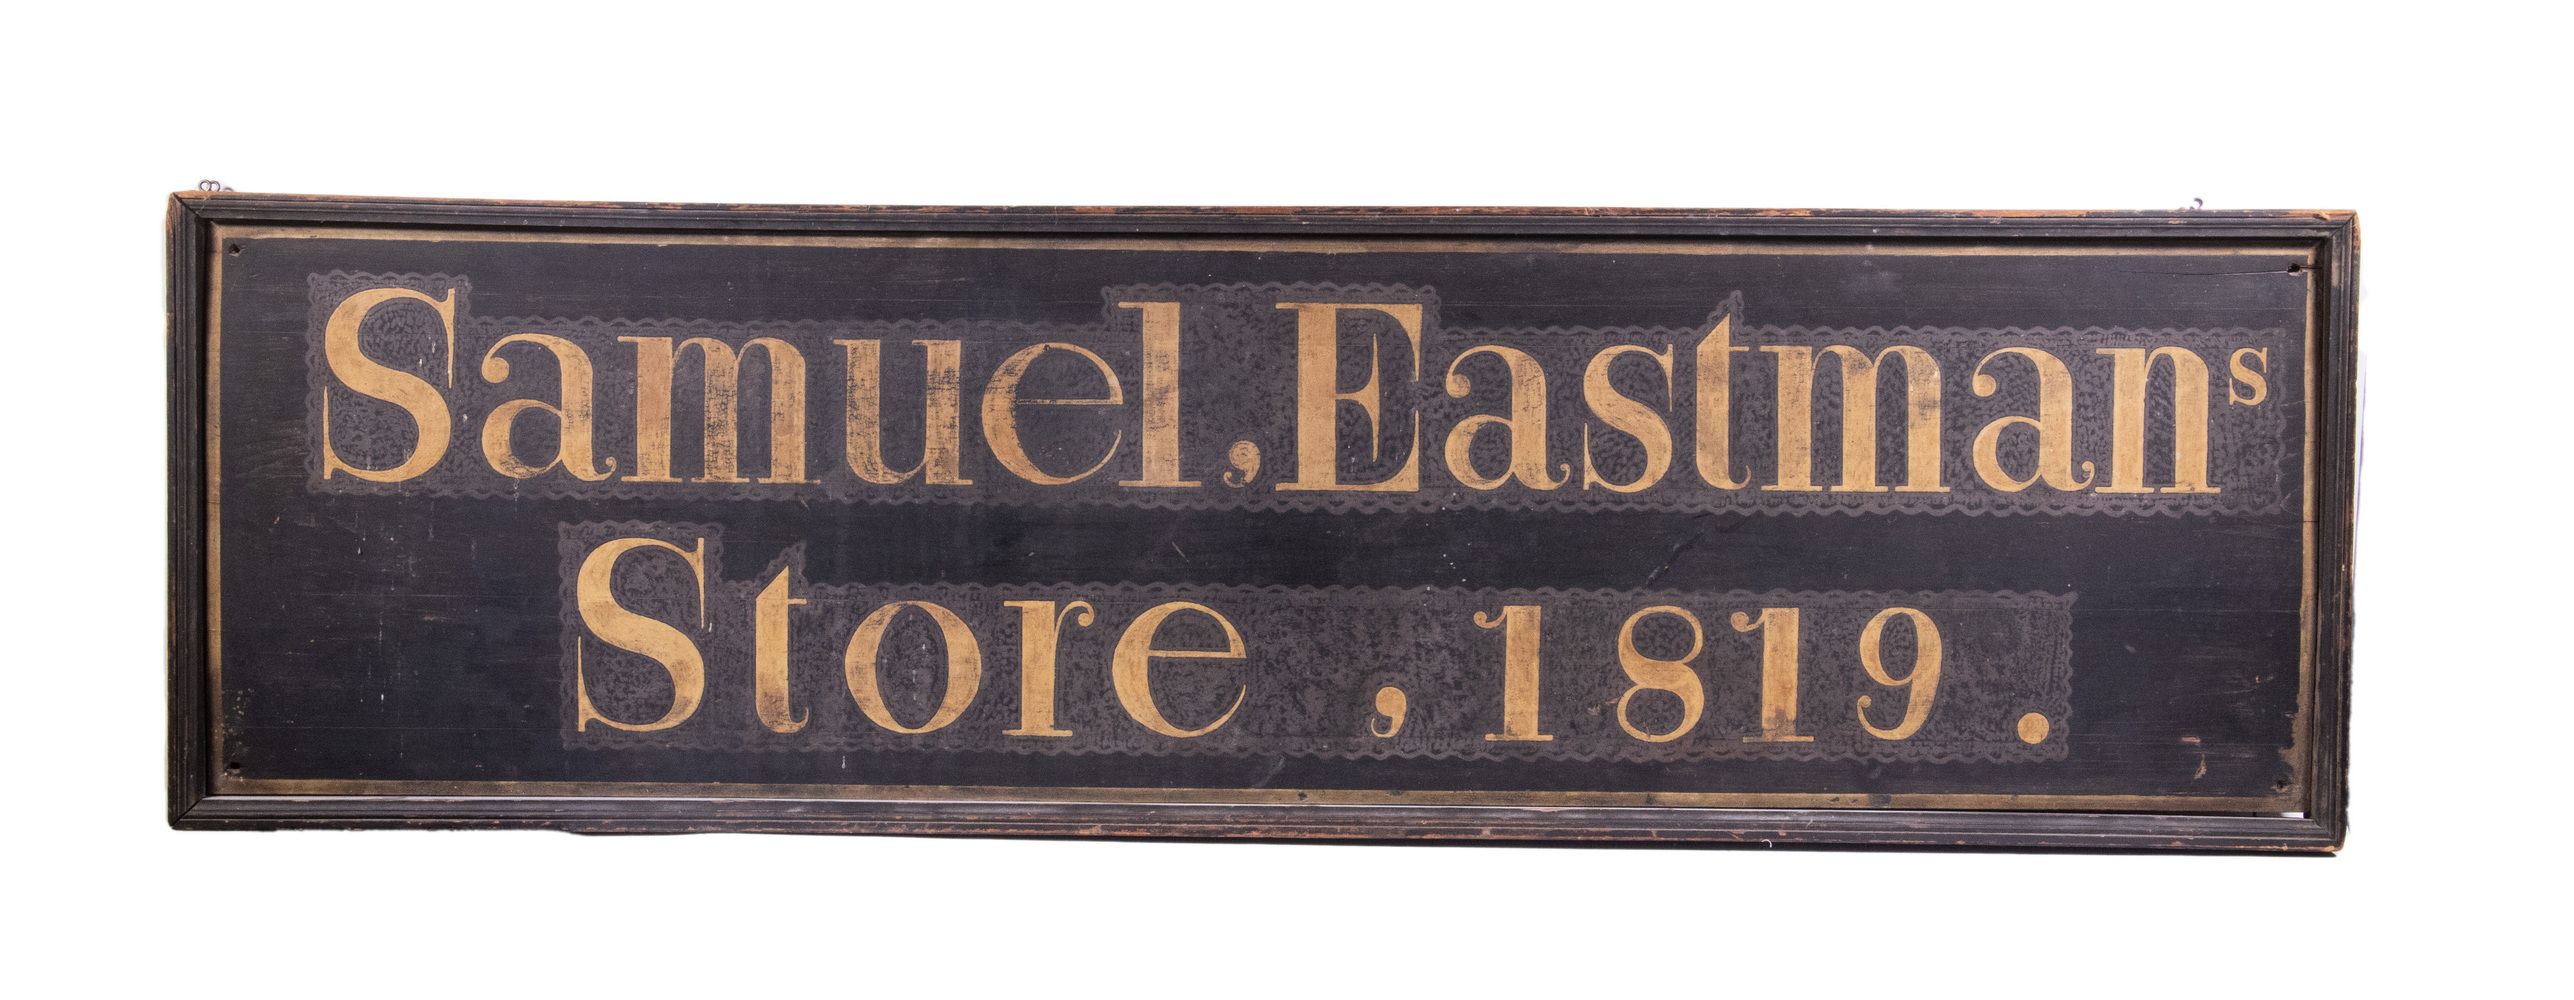 Samuel, Eastmans
Store , 1819 .